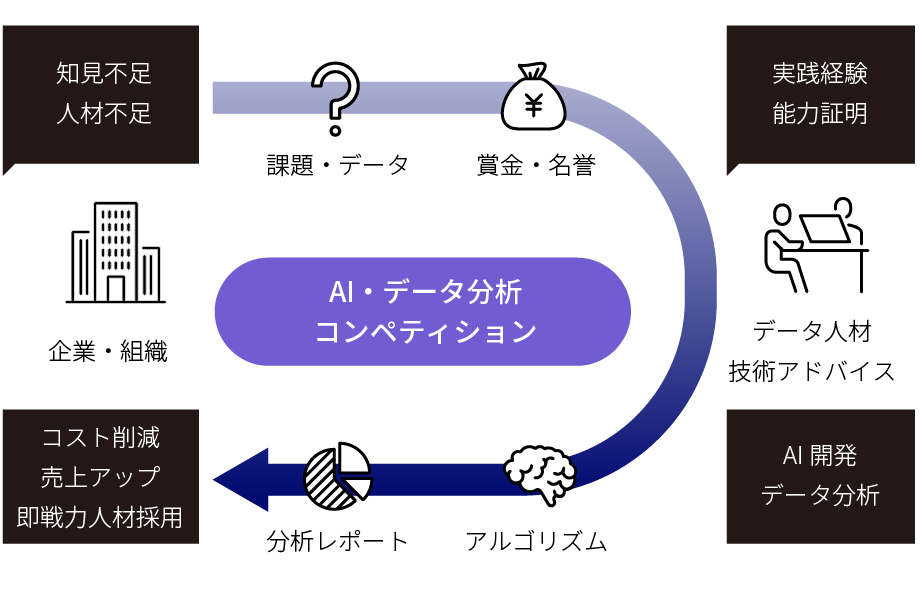 知見不足
人材不足
課題・データ
賞金・名誉
実践経験
能力証明
¥
企業・組織
AI・データ分析
コンペティション
データ人材
技術アドバイス
コスト削減
売上アップ
即戦力人材採用
分析レポート
アルゴリズム
AI 開発
データ分析